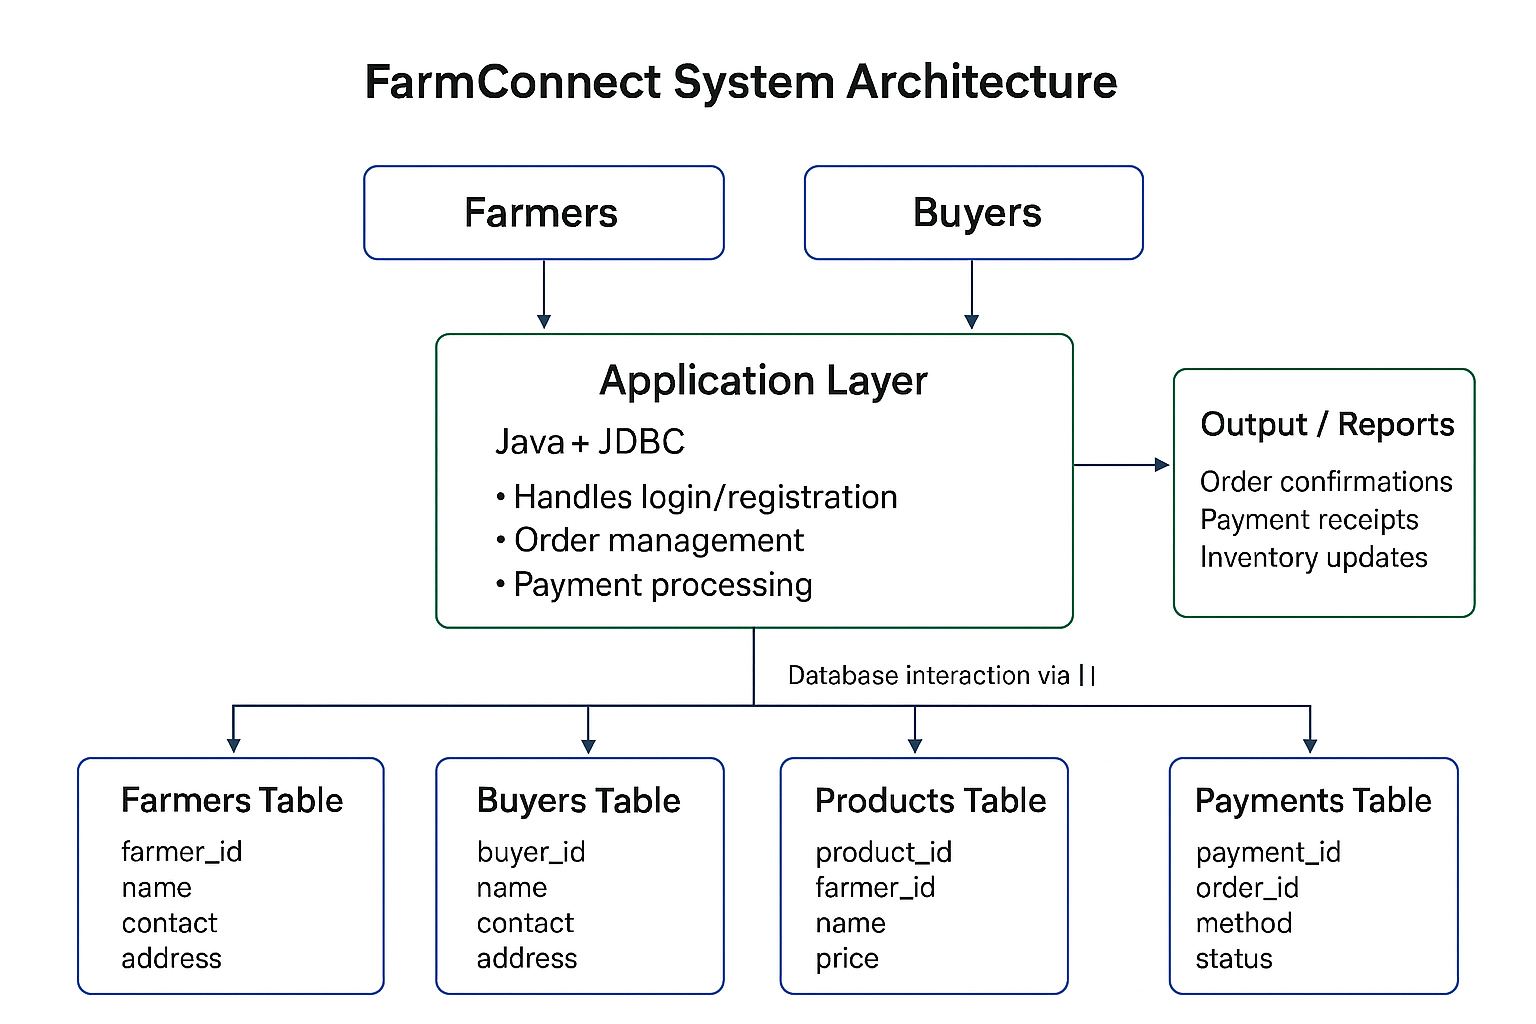 FarmConnect System Architecture
Farmers
Buyers
Application Layer
Java + JDBC
• Handles login/registration
• Order management
• Payment processing
Output / Reports
Order confirmations
Payment receipts
Inventory updates
Database interaction via | |
Farmers Table
farmer_id
name
contact
address
Buyers Table
buyer_id
name
contact
address
Products Table
product_id
farmer_id
name
price
Payments Table
payment_id
order_id
method
status